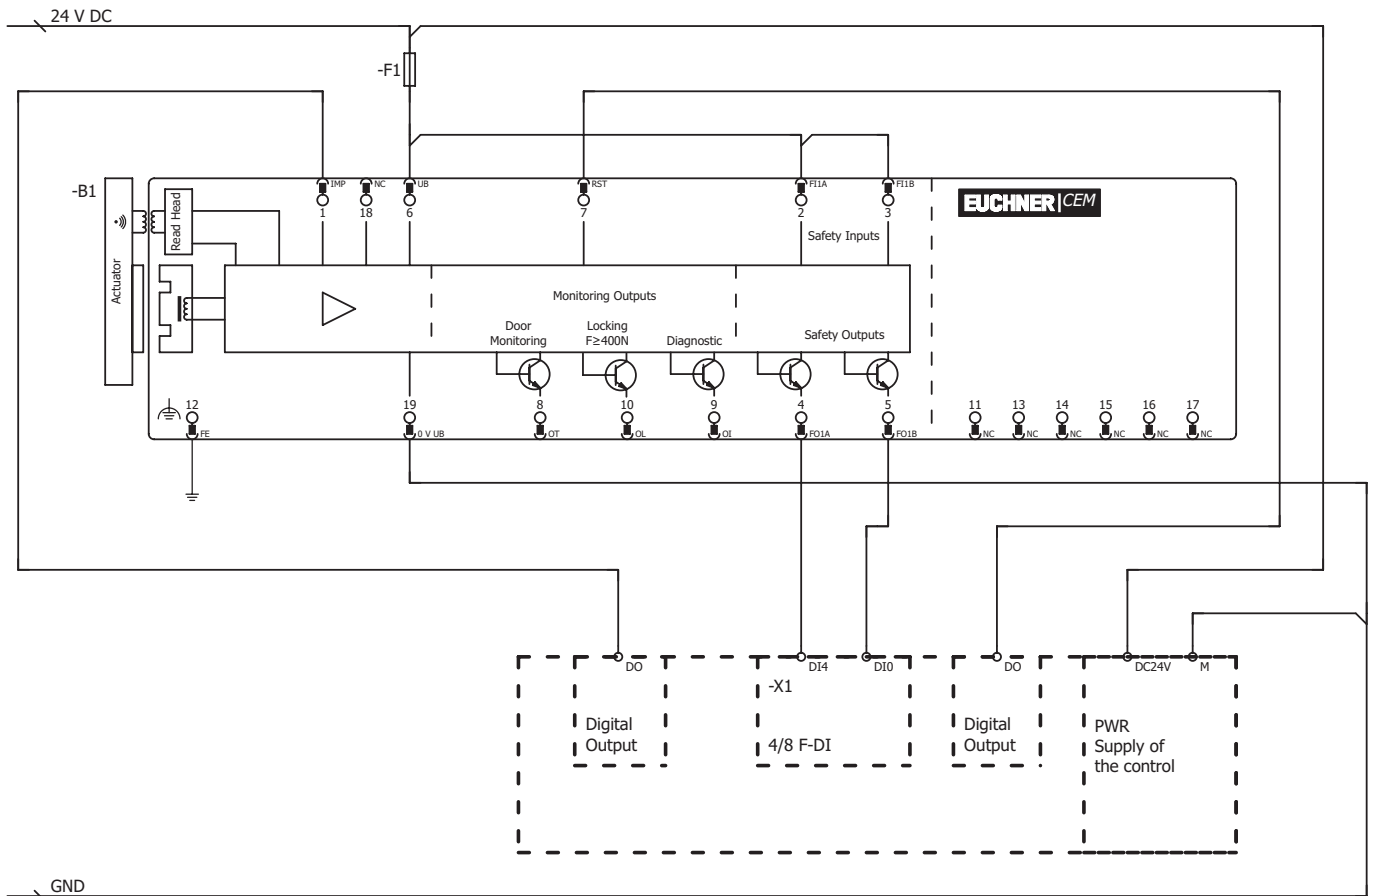 24 V DC
-F1
-B1
IMP
NC
UB
RST
FI1A
FI1B
EUCHNER CEM
1
18
6
7
2
3
Read Head
Safety Inputs
Actuator
Monitoring Outputs
Door
Monitoring
Locking
F≥400N
Diagnostic
Safety Outputs
12
19
8
10
9
4
5
11
13
14
15
16
17
FE
0 V UB
OT
OL
OI
FO1A
FO1B
NC
NC
NC
NC
NC
NC
DO
DI4
DI0
DO
DC24V
M
-X1
Digital
Output
4/8 F-DI
Digital
Output
PWR
Supply of
the control
GND